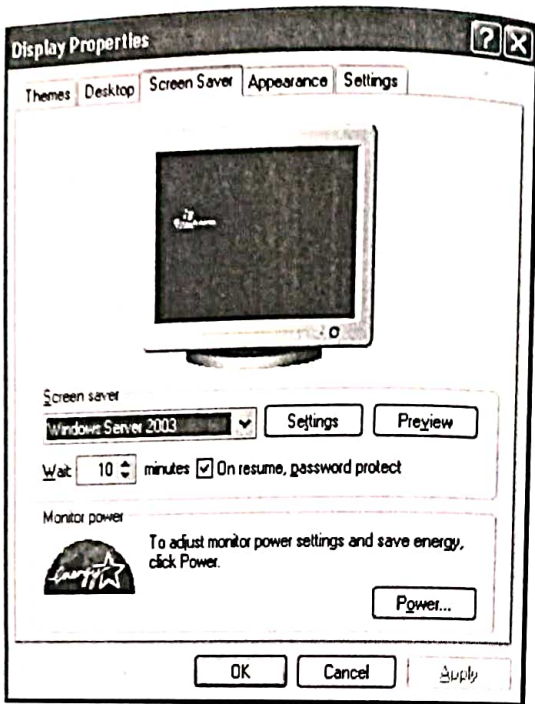 Display Properties
Themes Desktop Screen Saver Appearance Settings
Screen saver
Windows Server 2003 Settings Preview
Wait: 10 minutes On resume, password protect
Monitor power
To adjust monitor power settings and save energy,
click Power.
Energy
Power...
OK Cancel Apply